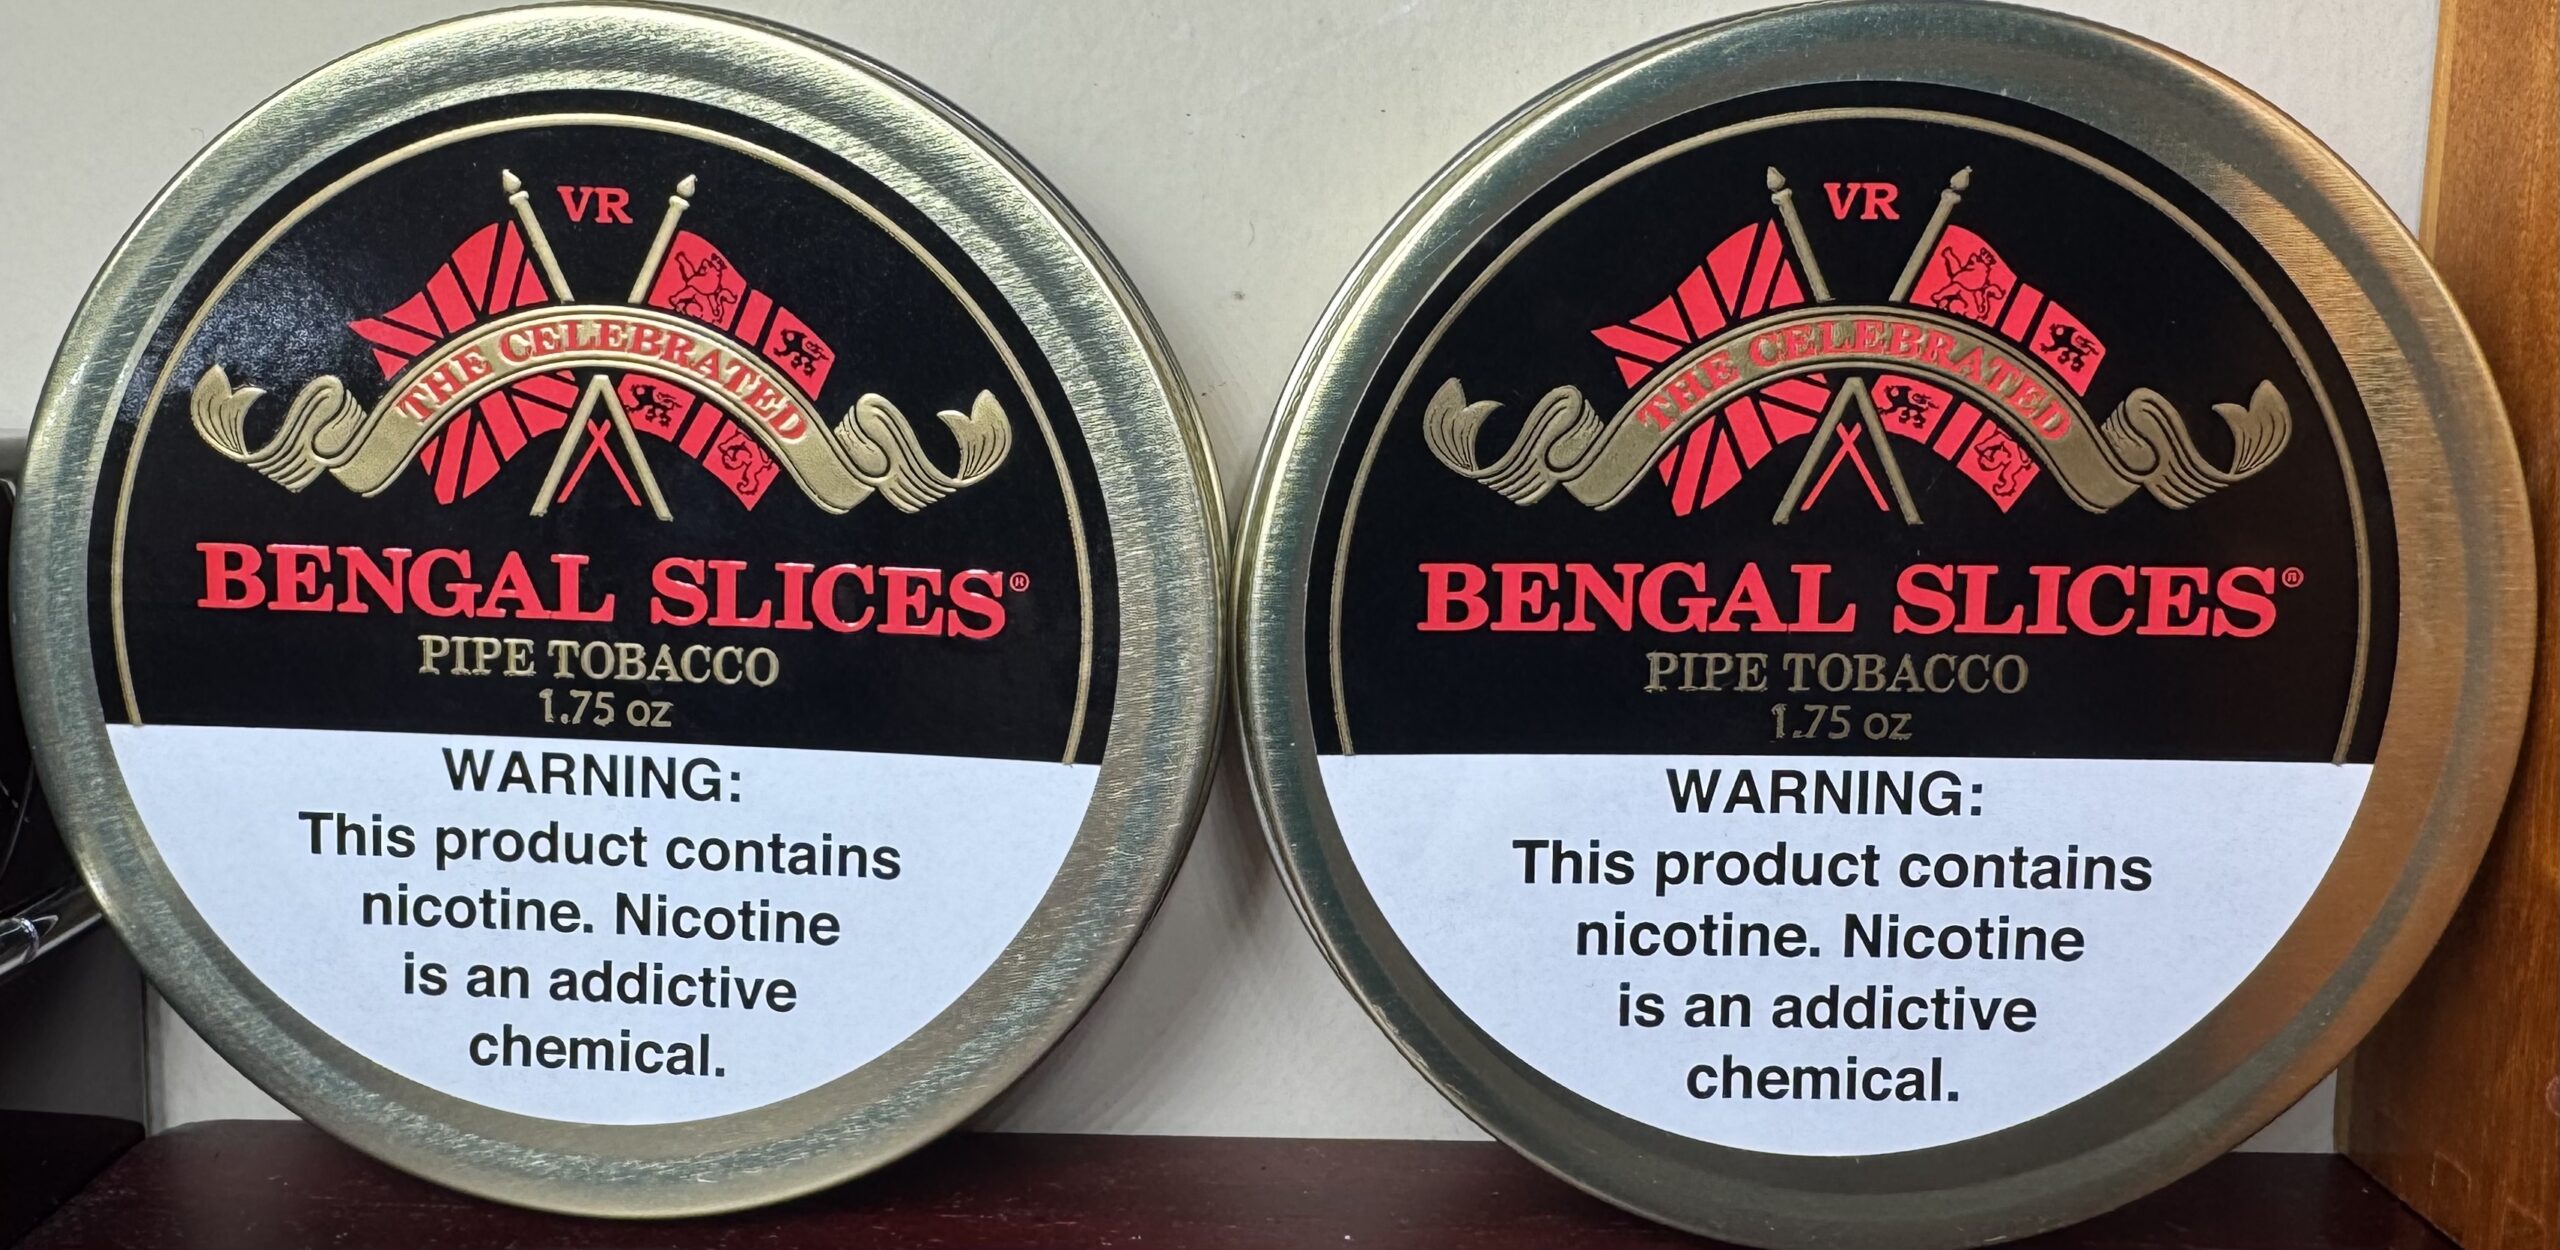 VR
THE CELEBRATED
BENGAL SLICES®
PIPE TOBACCO
1.75 oz
WARNING:
This product contains
nicotine. Nicotine
is an addictive
chemical.
VR
THE CELEBRATED
BENGAL SLICES®
PIPE TOBACCO
1.75 oz
WARNING:
This product contains
nicotine. Nicotine
is an addictive
chemical.